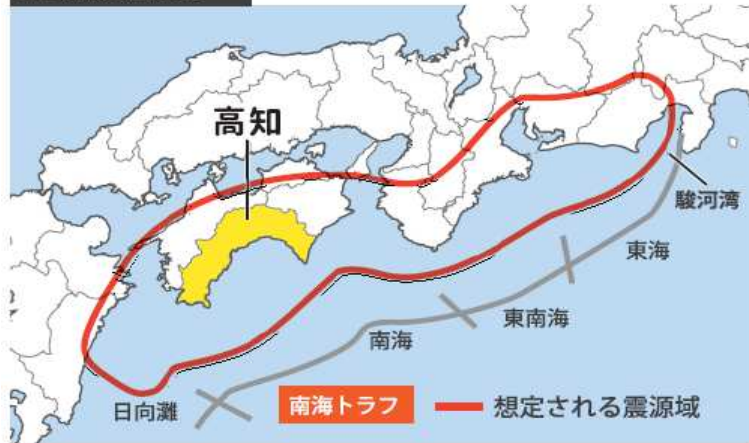 高知
駿河湾
東海
東南海
南海
日向灘
南海トラフ
想定される震源域